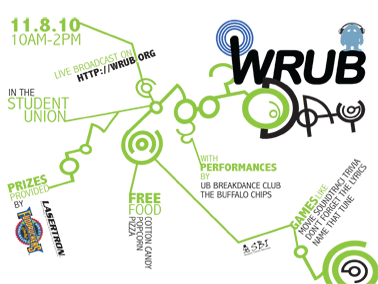 11.8.10
10AM-2PM
LIVE BROADCAST ON
HTTP://WRUB.ORG
WRUB
DAY
IN THE
STUDENT
UNION
WITH
PERFORMANCES
BY
UB BREAKDANCE CLUB
THE BUFFALO CHIPS
PRIZES
PROVIDED
BY
LASERTRON
FREE
FOOD
COTTON CANDY
POPCORN
PIZZA
GAMES LIKE
MOVIE SOUNDTRACK TRIVIA
DON'T FORGET THE LYRICS
NAME THAT TUNE